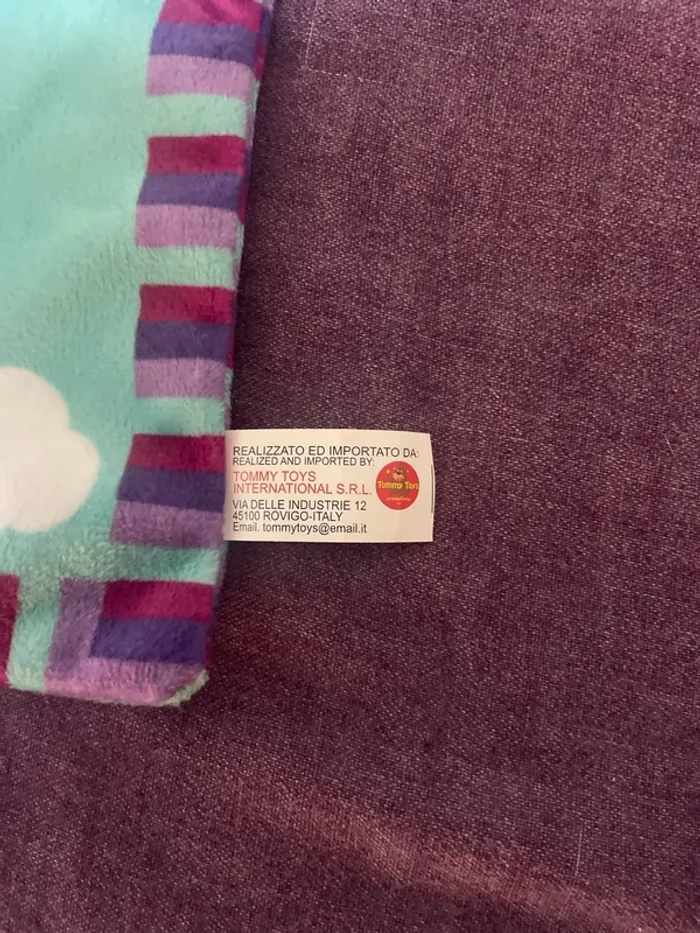 REALIZZATO ED IMPORTATO DA:
REALIZED AND IMPORTED BY:
TOMMY TOYS
INTERNATIONAL S.R.L.
VIA DELLE INDUSTRIE 12
45100 ROVIGO-ITALY
Email. tommytoys@email.it
Tommy Toys